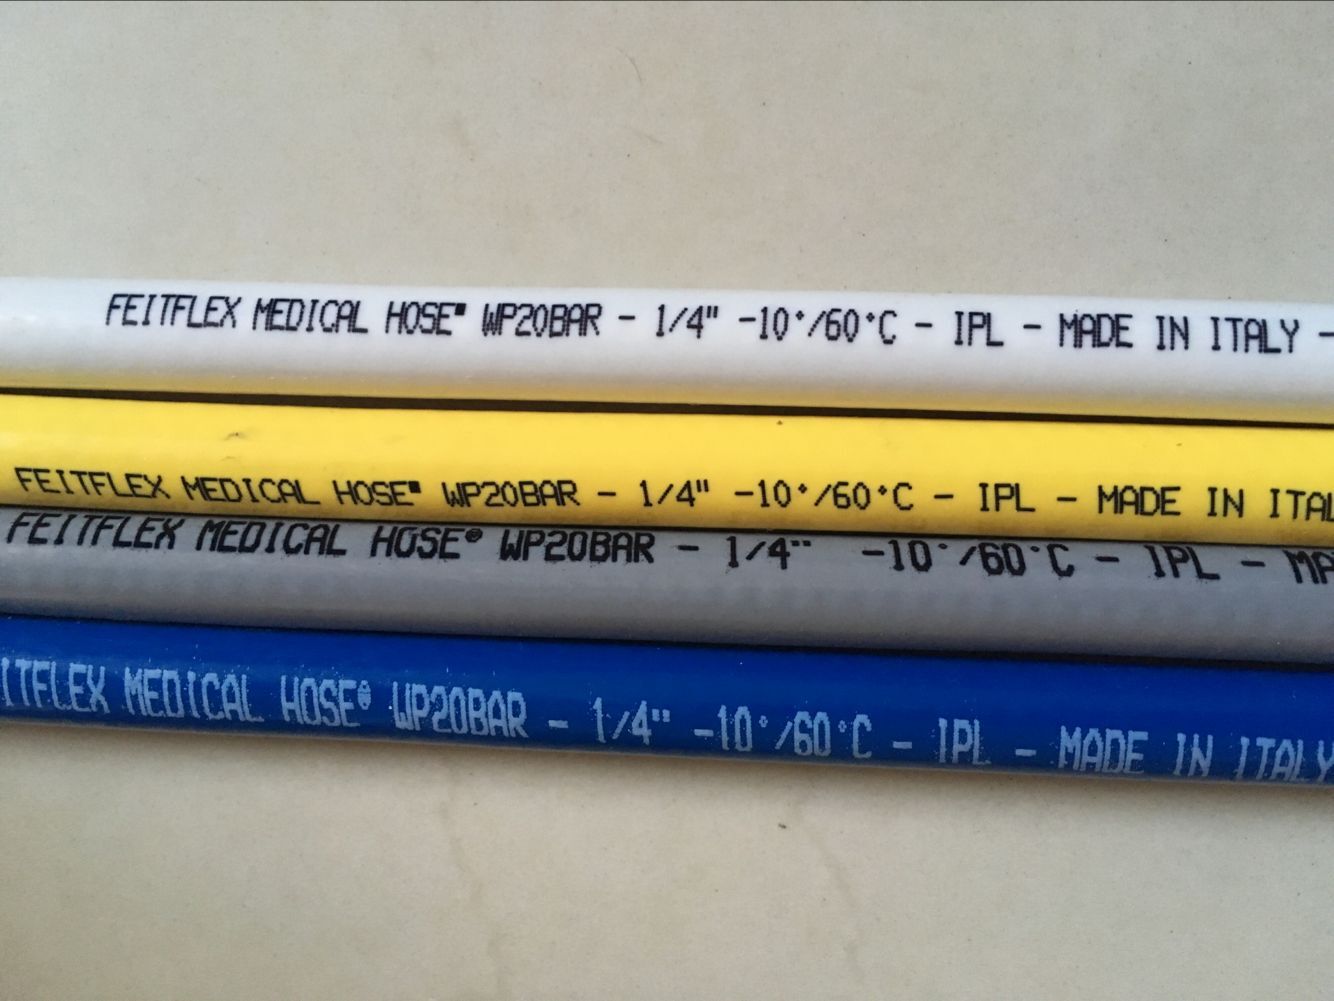 FEITFLEX MEDICAL HOSE® WP20BAR - 1/4" -10°/60°C - IPL - MADE IN ITALY -
FEITFLEX MEDICAL HOSE® WP20BAR - 1/4" -10°/60°C - IPL - MADE IN ITAL
FEITFLEX MEDICAL HOSE® WP20BAR - 1/4" -10°/60°C - IPL - MA
ITFLEX MEDICAL HOSE® WP20BAR - 1/4" -10°/60°C - IPL - MADE IN ITALY